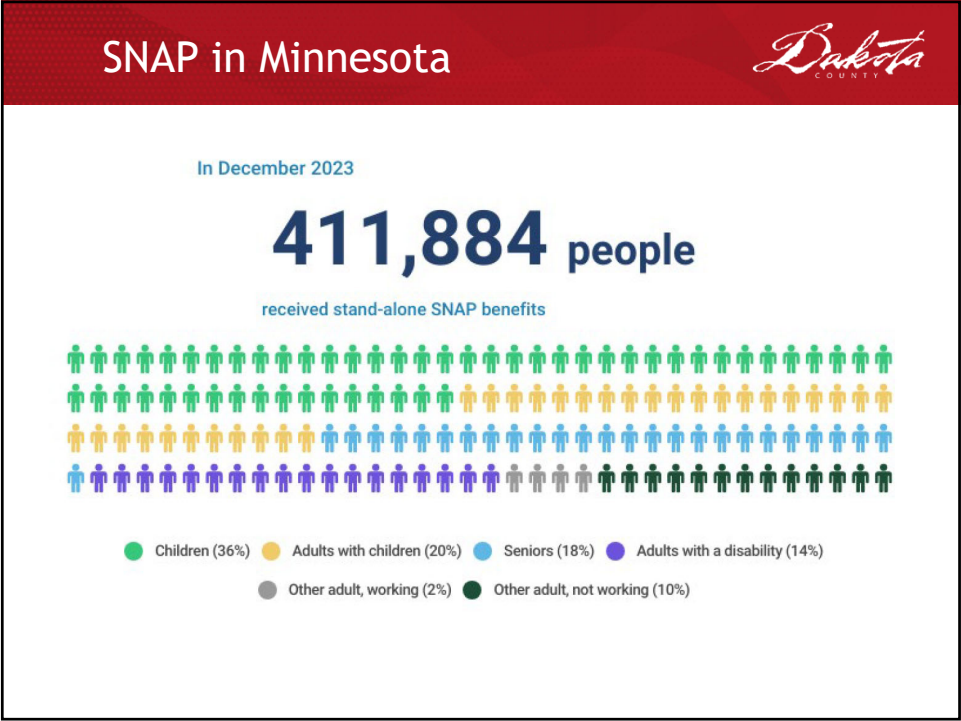 SNAP in Minnesota
Dakota
COUNTY
In December 2023
411,884 people
received stand-alone SNAP benefits
Children (36%) Adults with children (20%) Seniors (18%) Adults with a disability (14%)
Other adult, working (2%) Other adult, not working (10%)